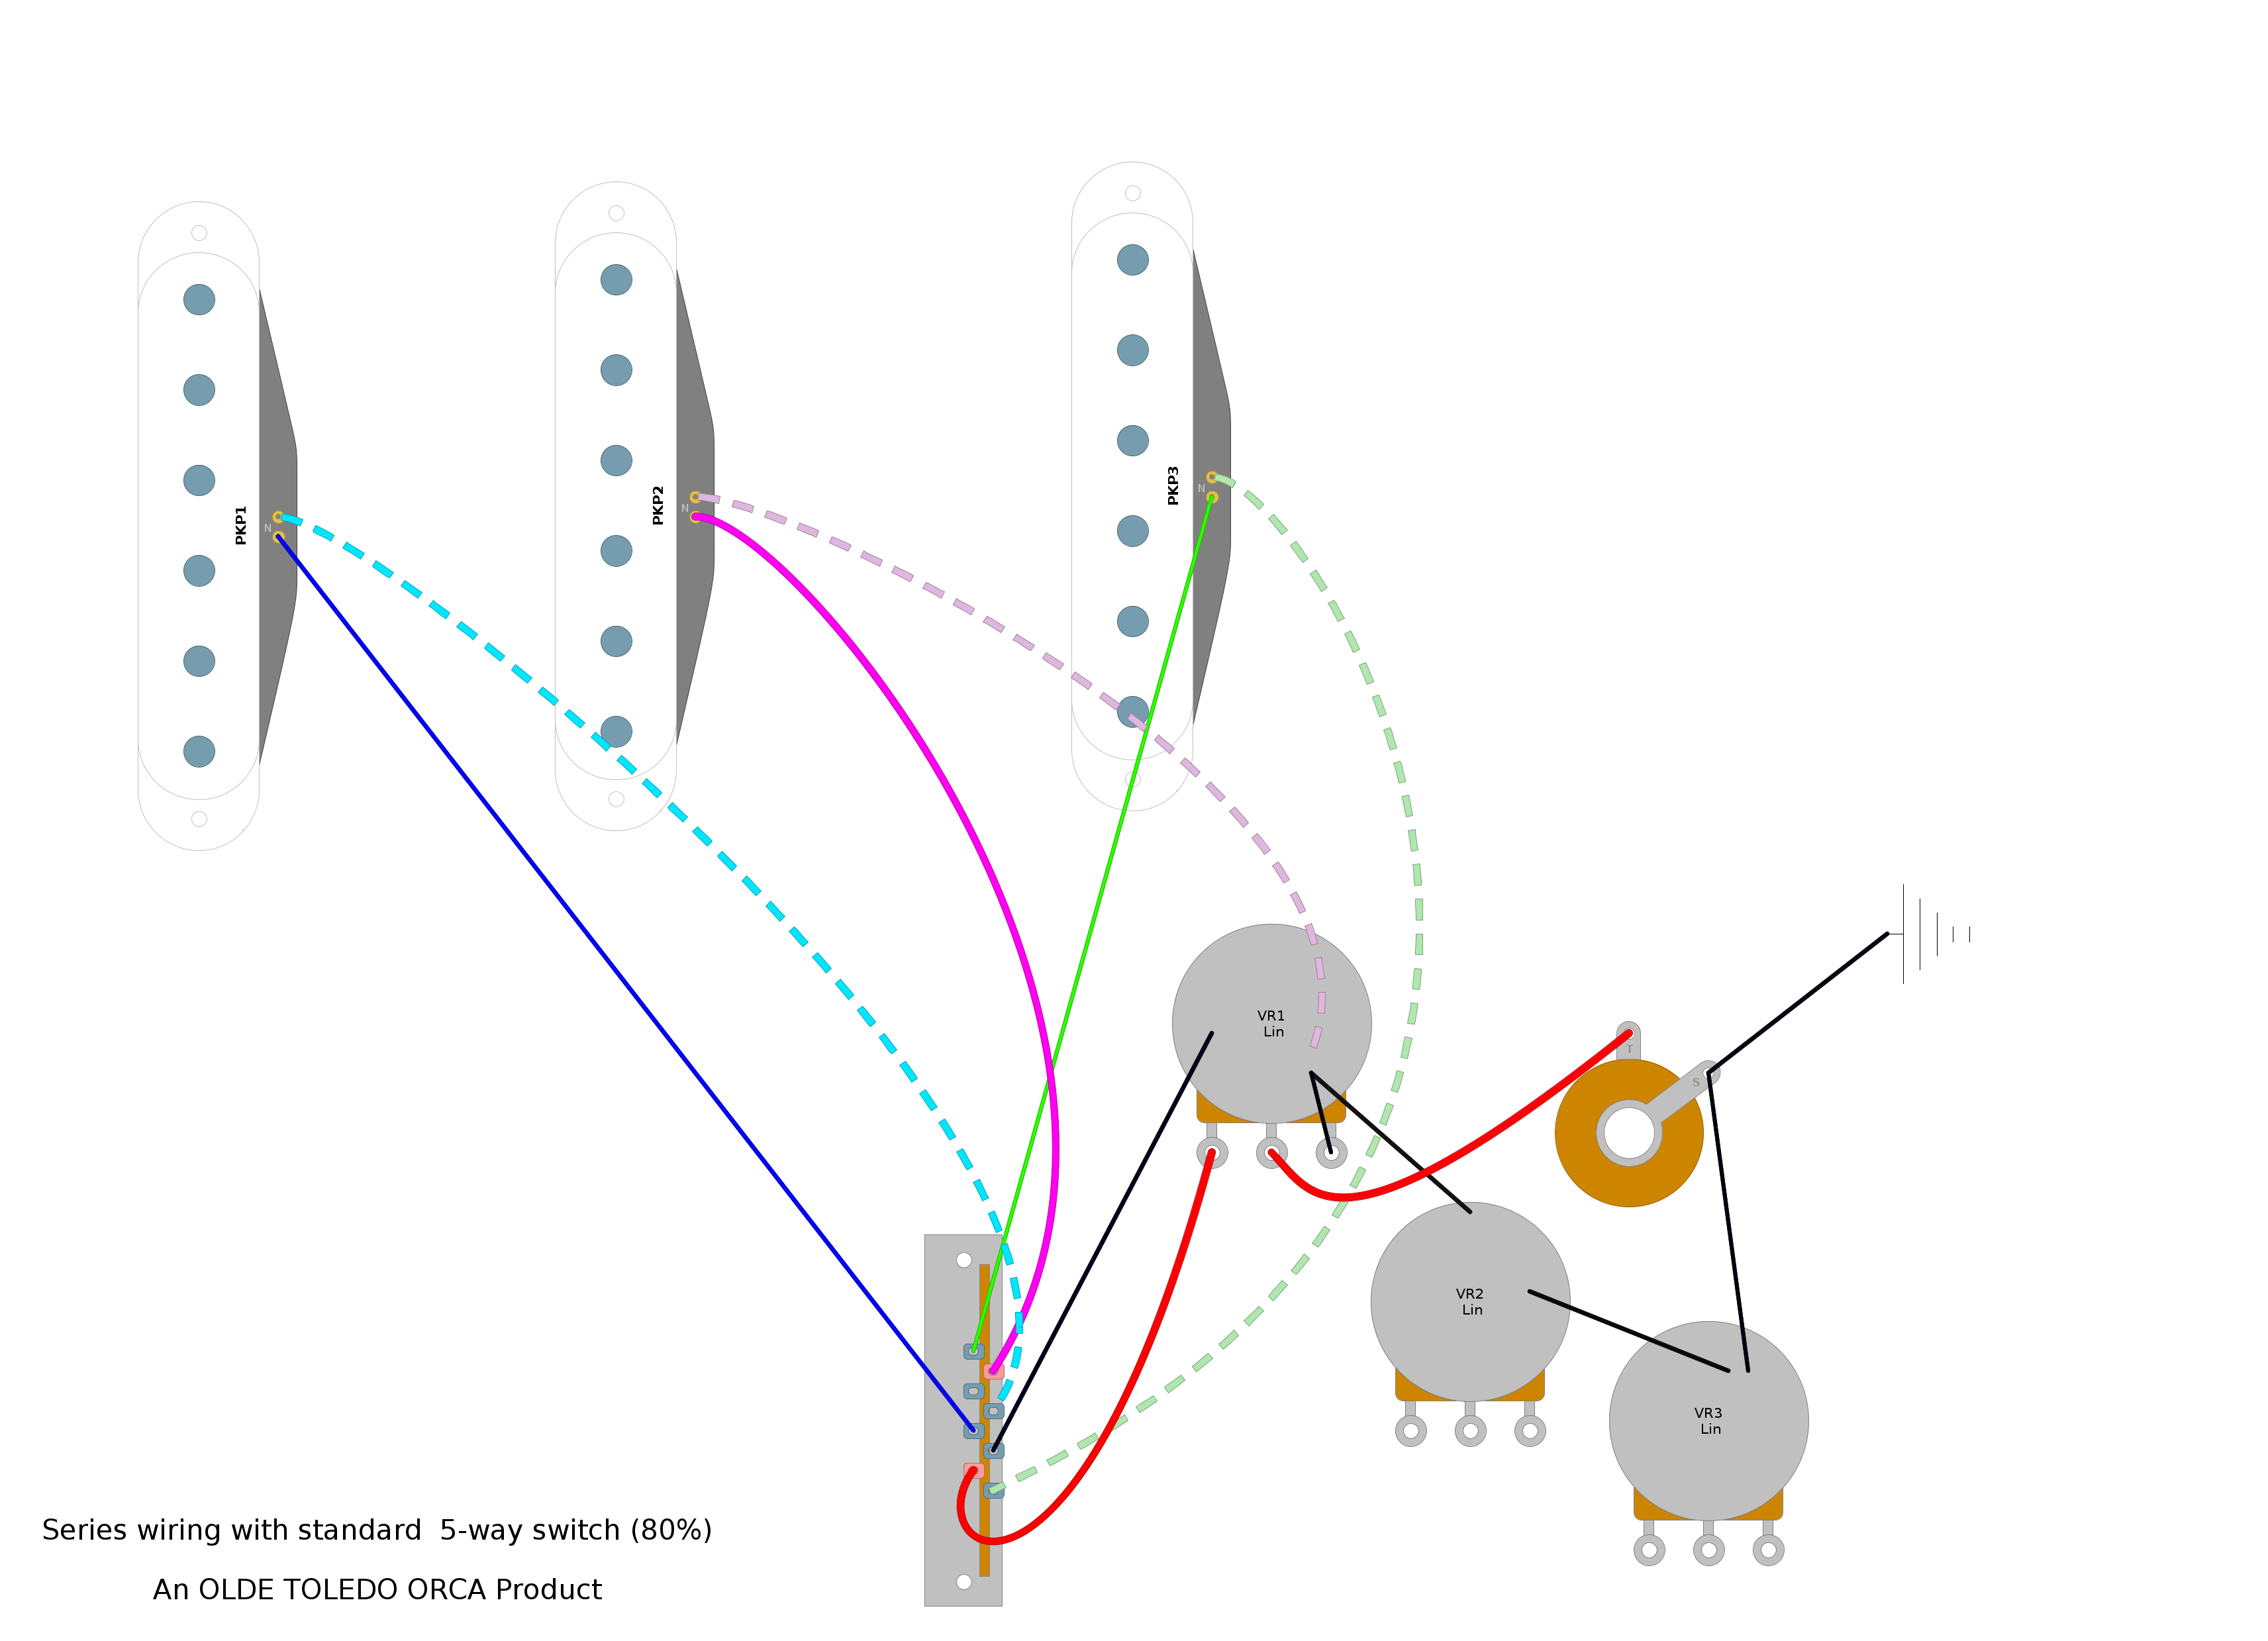 PKP1
N
PKP2
N
PKP3
N
VR1
Lin
T
S
VR2
Lin
VR3
Lin
Series wiring with standard  5-way switch (80%)
An OLDE TOLEDO ORCA Product